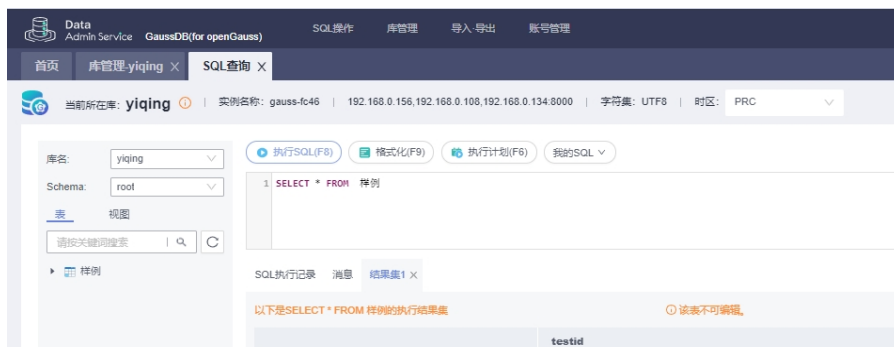 Data
Admin Service GaussDB(for openGauss) SQL操作 库管理 导入·导出 账号管理
首页 库管理-yiqing × SQL查询 ×
当前所在库: yiqing 实例名称: gauss-fc46 | 192.168.0.156,192.168.0.108,192.168.0.134:8000 | 字符集: UTF8 | 时区: PRC
库名: yiqing 执行SQL(F8) 格式化(F9) 执行计划(F6) 我的SQL
Schema: root 1 SELECT * FROM 样例
表 视图
请按关键词搜索
样例 SQL执行记录 消息 结果集1 ×
以下是SELECT * FROM 样例的执行结果集 该表不可编辑。
testid